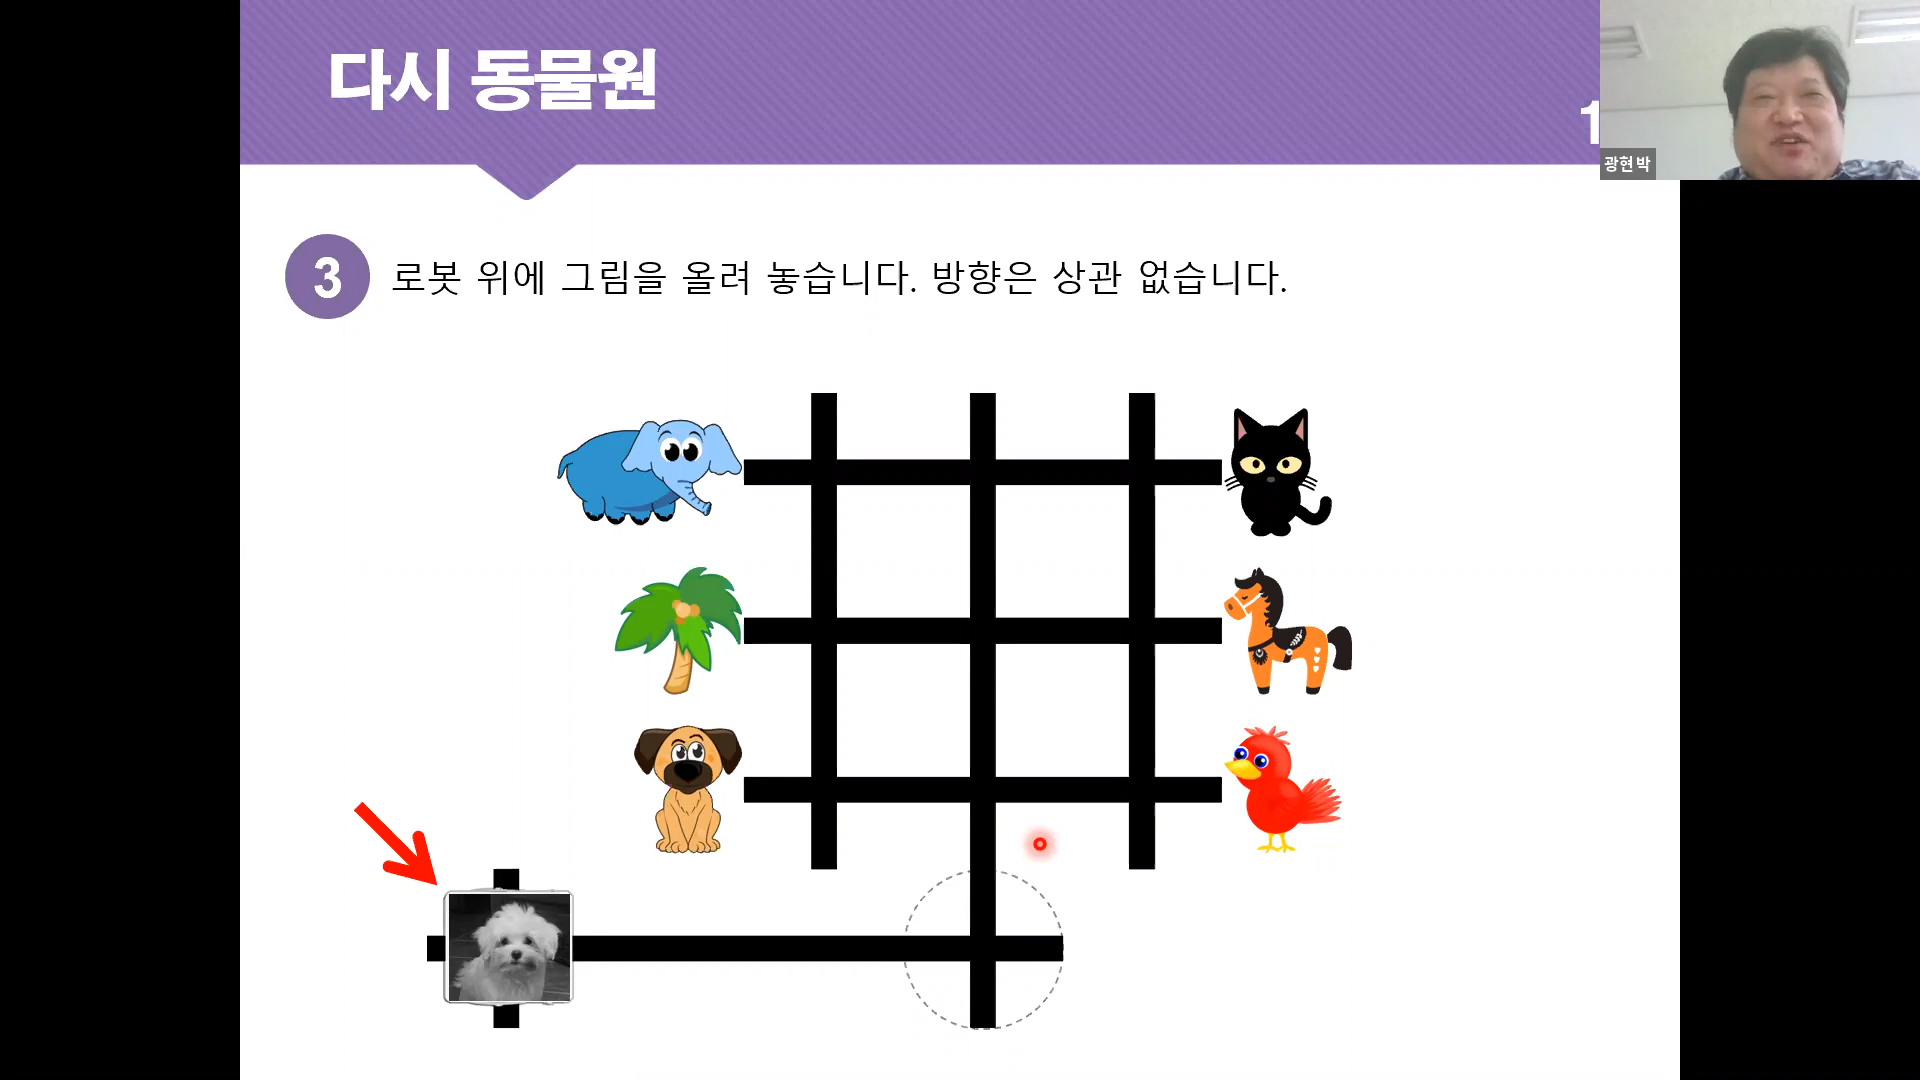 다시 동물원
1
광현 박
3
로봇 위에 그림을 올려 놓습니다. 방향은 상관 없습니다.